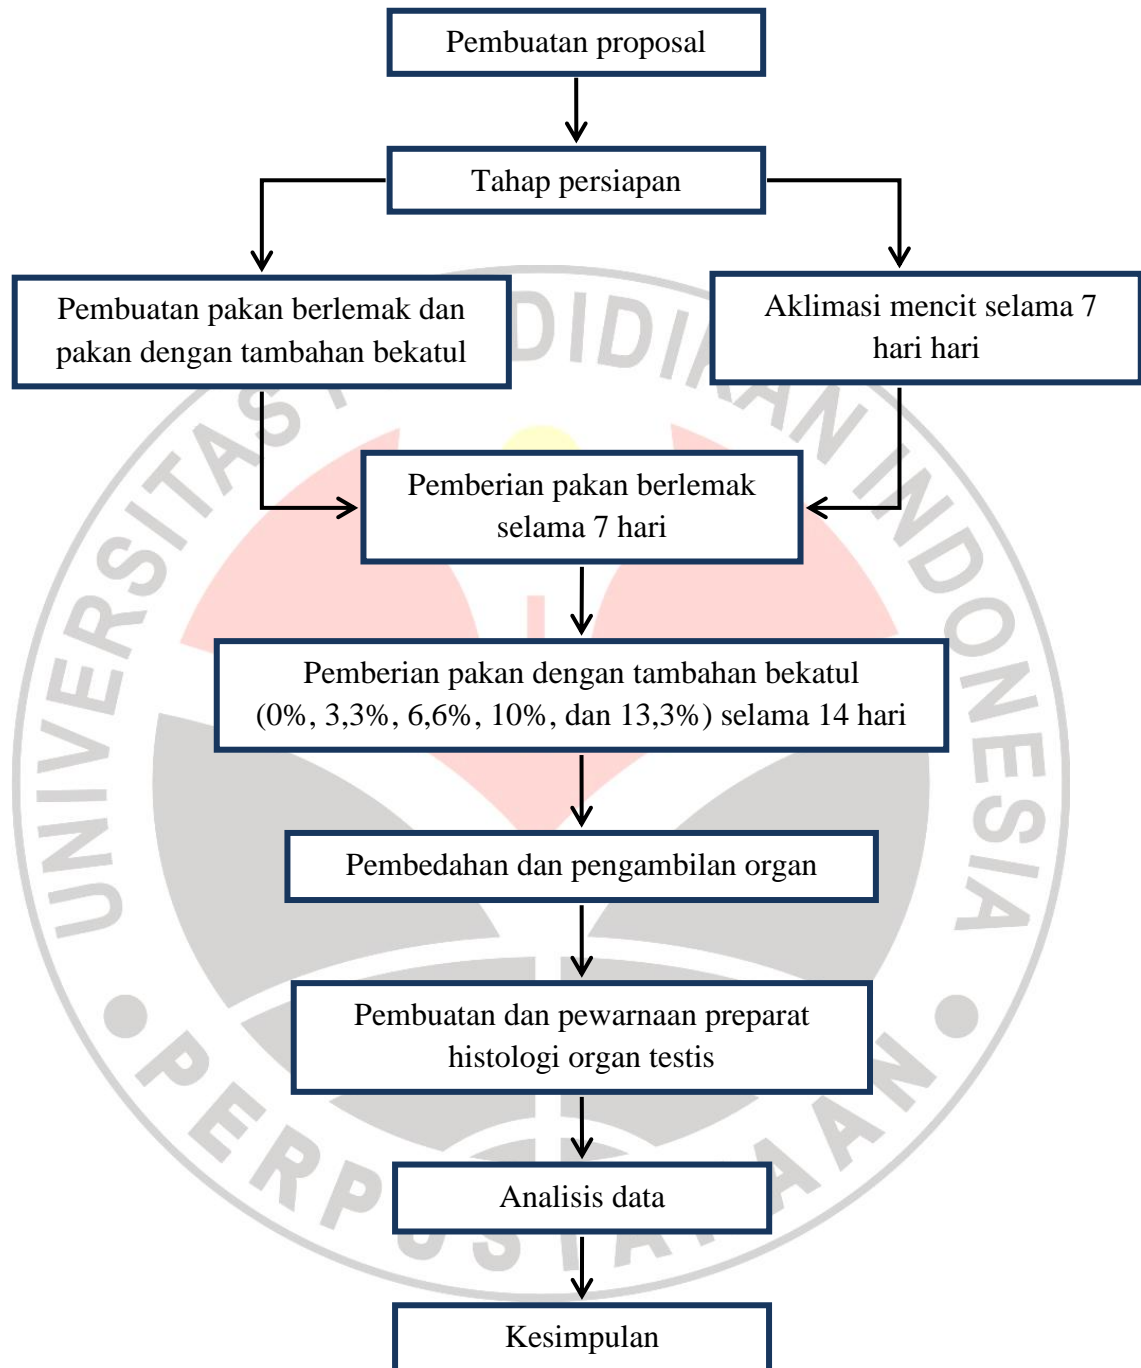 Pembuatan proposal
Tahap persiapan
Pembuatan pakan berlemak dan
pakan dengan tambahan bekatul
Aklimasi mencit selama 7
hari hari
Pemberian pakan berlemak
selama 7 hari
Pemberian pakan dengan tambahan bekatul
(0%, 3,3%, 6,6%, 10%, dan 13,3%) selama 14 hari
Pembedahan dan pengambilan organ
Pembuatan dan pewarnaan preparat
histologi organ testis
Analisis data
Kesimpulan
UNIVERSITAS PENDIDIKAN INDONESIA
PERPUSTAKAAN